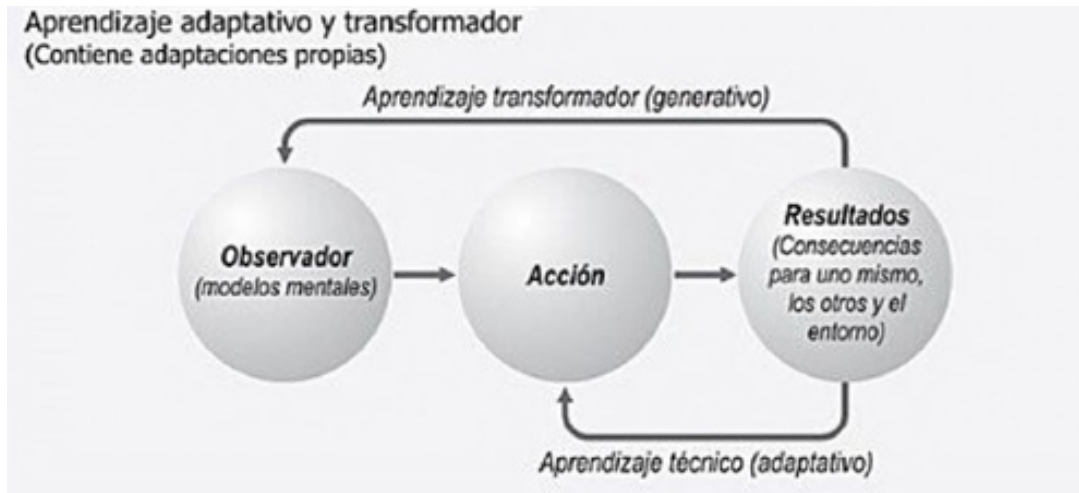 Aprendizaje adaptativo y transformador
(Contiene adaptaciones propias)
Aprendizaje transformador (generativo)
Observador
(modelos mentales)
Acción
Resultados
(Consecuencias
para uno mismo,
los otros y el
entorno)
Aprendizaje técnico (adaptativo)